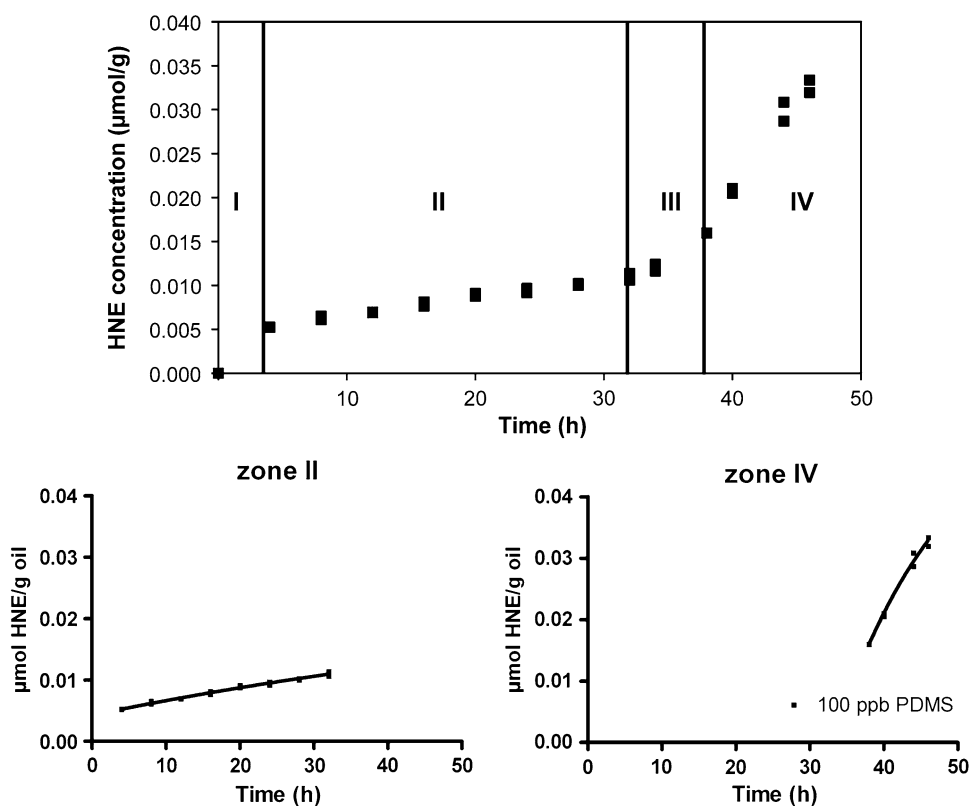 HNE concentration (µmol/g)
0.040
0.035
0.030
0.025
0.020
0.015
0.010
0.005
0.000
I
II
III
IV
10
20
30
40
50
Time (h)
zone II
µmol HNE/g oil
0.04
0.03
0.02
0.01
0.00
0
10
20
30
40
50
Time (h)
zone IV
µmol HNE/g oil
0.04
0.03
0.02
0.01
0.00
100 ppb PDMS
0
10
20
30
40
50
Time (h)